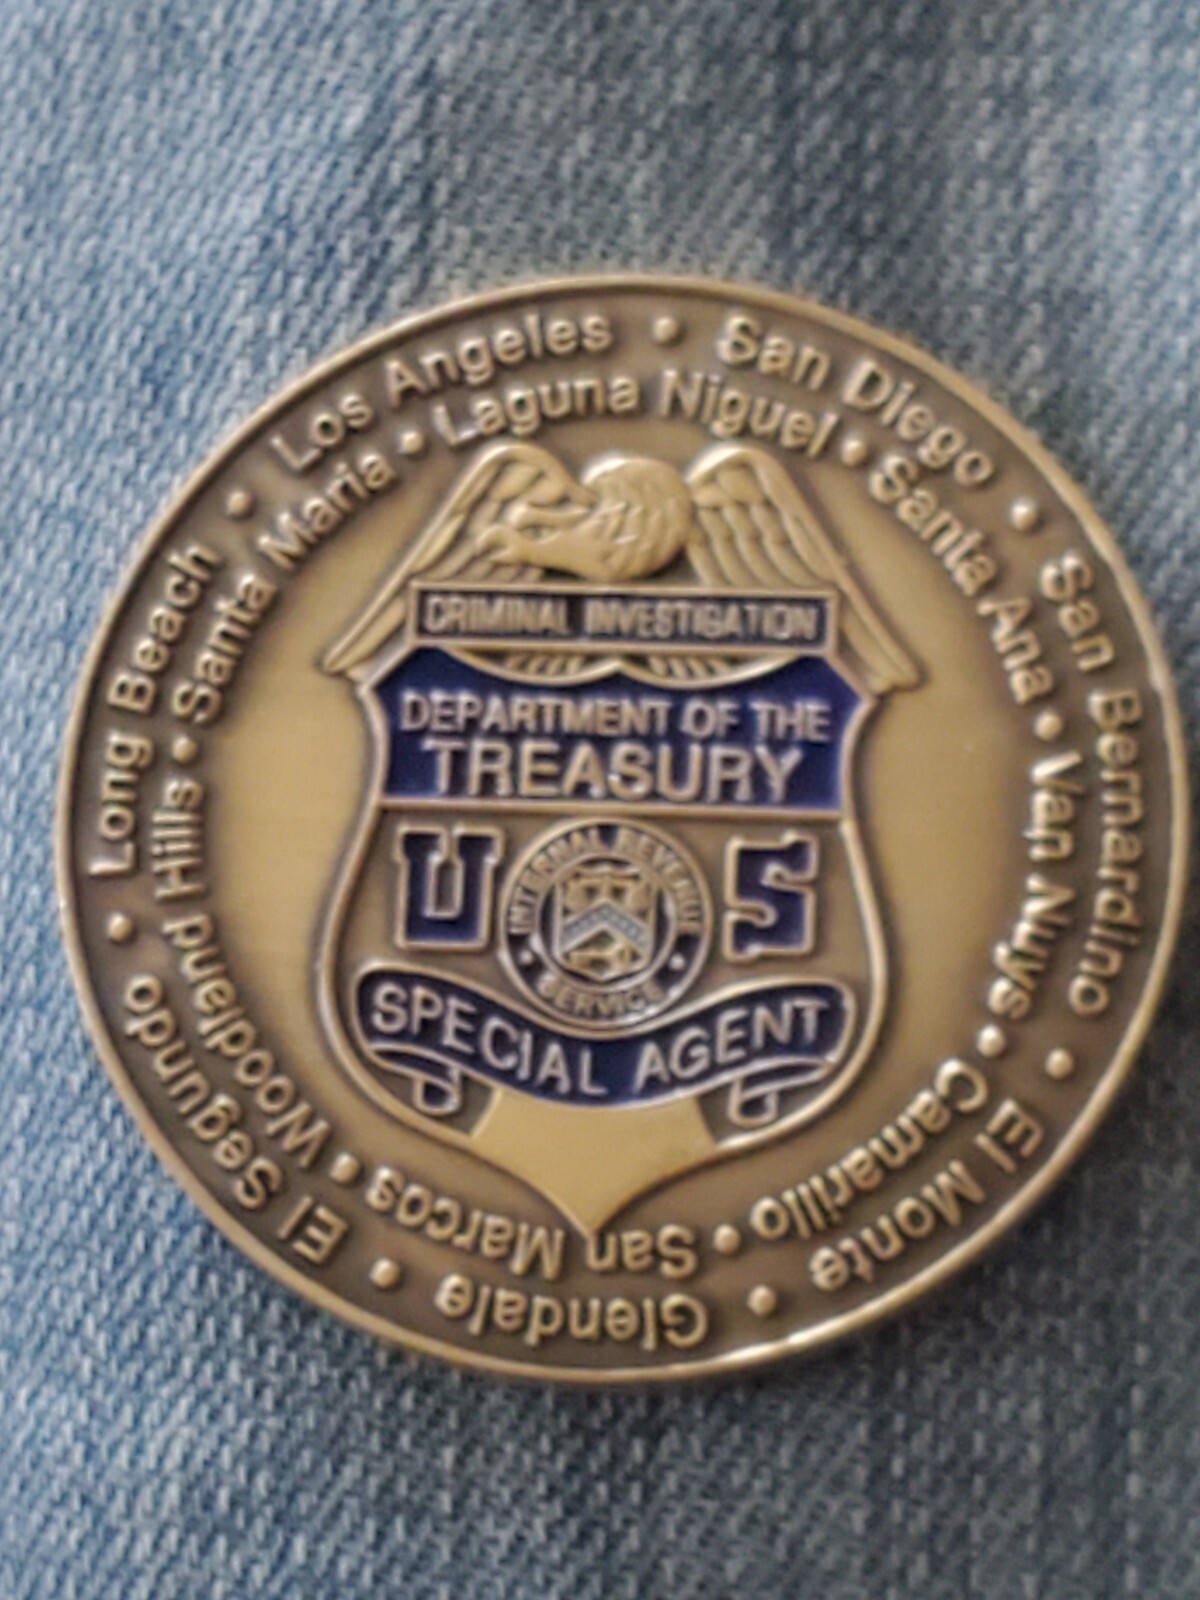 Los Angeles • San Diego • San Bernardino • El Monte • Glendale • El Segundo • Long Beach •
Laguna Niguel • Santa Ana • Van Nuys • Camarillo • San Marcos • Woodland Hills • Santa Maria •
CRIMINAL INVESTIGATION
DEPARTMENT OF THE
TREASURY
U S
INTERNAL REVENUE
• SERVICE •
SPECIAL AGENT